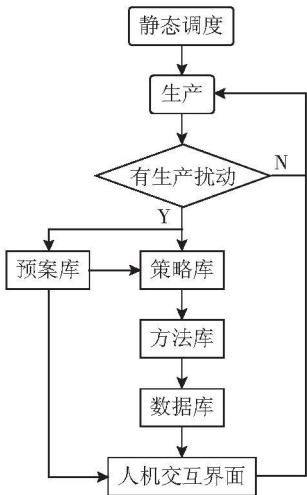 静态调度
生产
有生产扰动
N
Y
预案库
策略库
方法库
数据库
人机交互界面